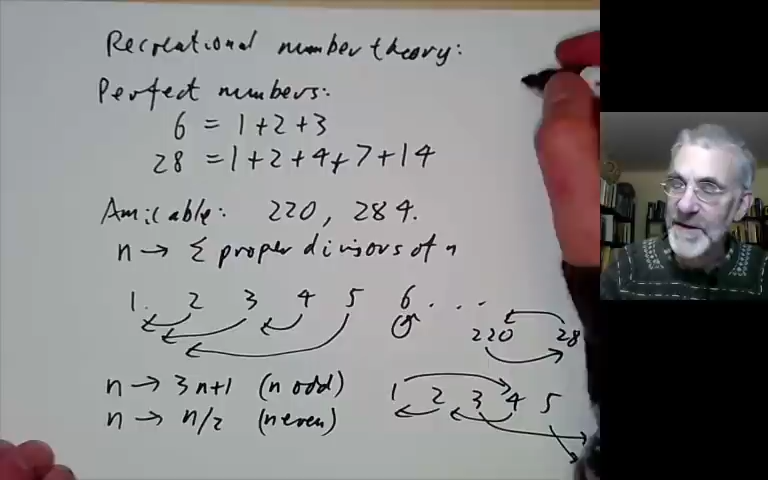 Recreational number theory:
Perfect numbers:
6 = 1+2+3
28 = 1+2+4+7+14
Amicable: 220, 284.
n → Σ proper divisors of n
1 2 3 4 5 6 . . .
220 28
n → 3n+1 (n odd)
n → n/2 (n even)
1 2 3 4 5